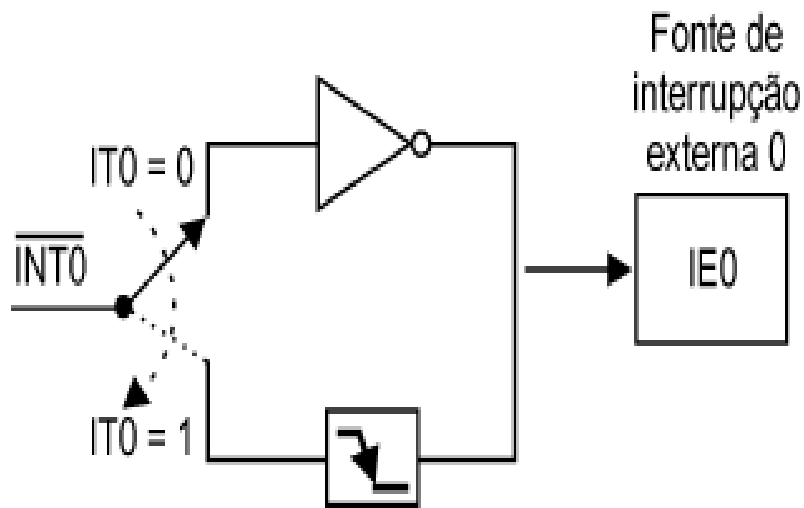 Fonte de
interrupção
externa 0
IT0 = 0
INT0
IE0
IT0 = 1